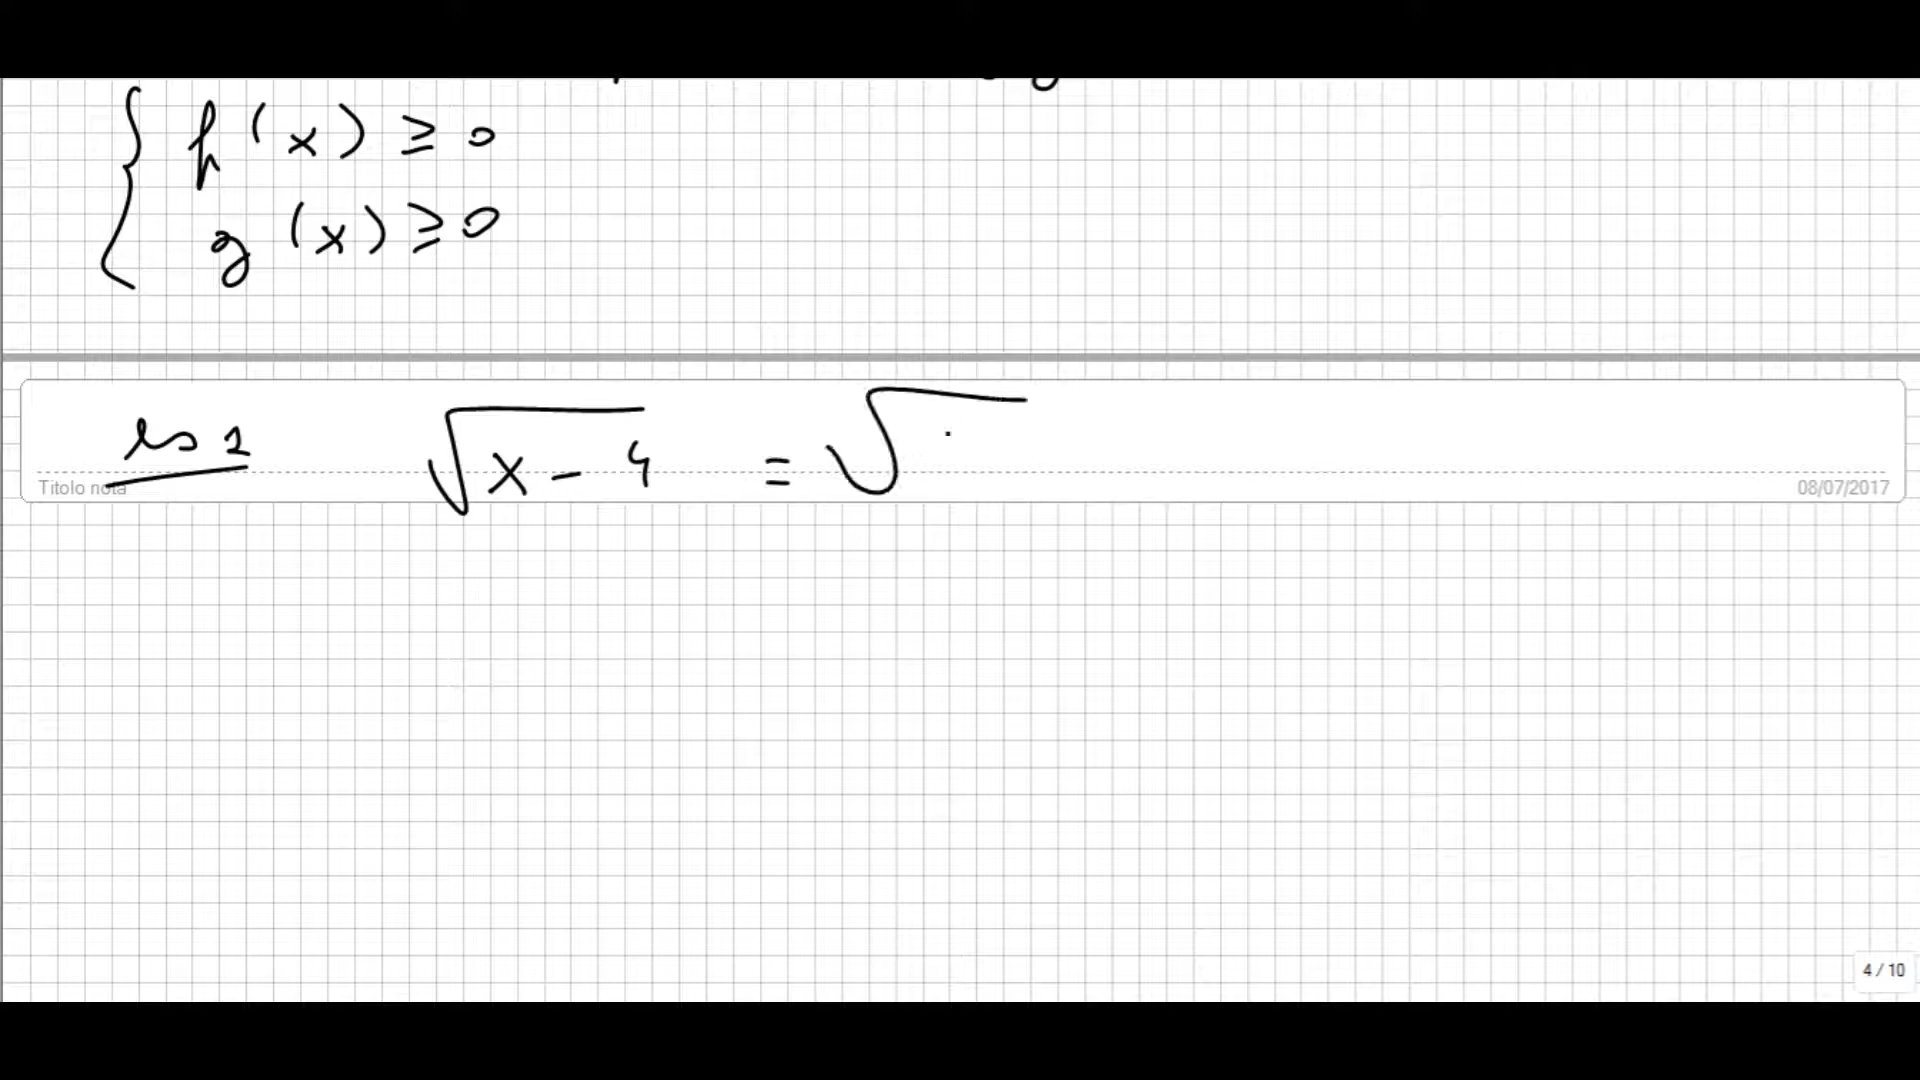 f(x) ≥ 0
g(x) ≥ 0
es 1 √x - 4 = √
Titolo nota
08/07/2017
4 / 10